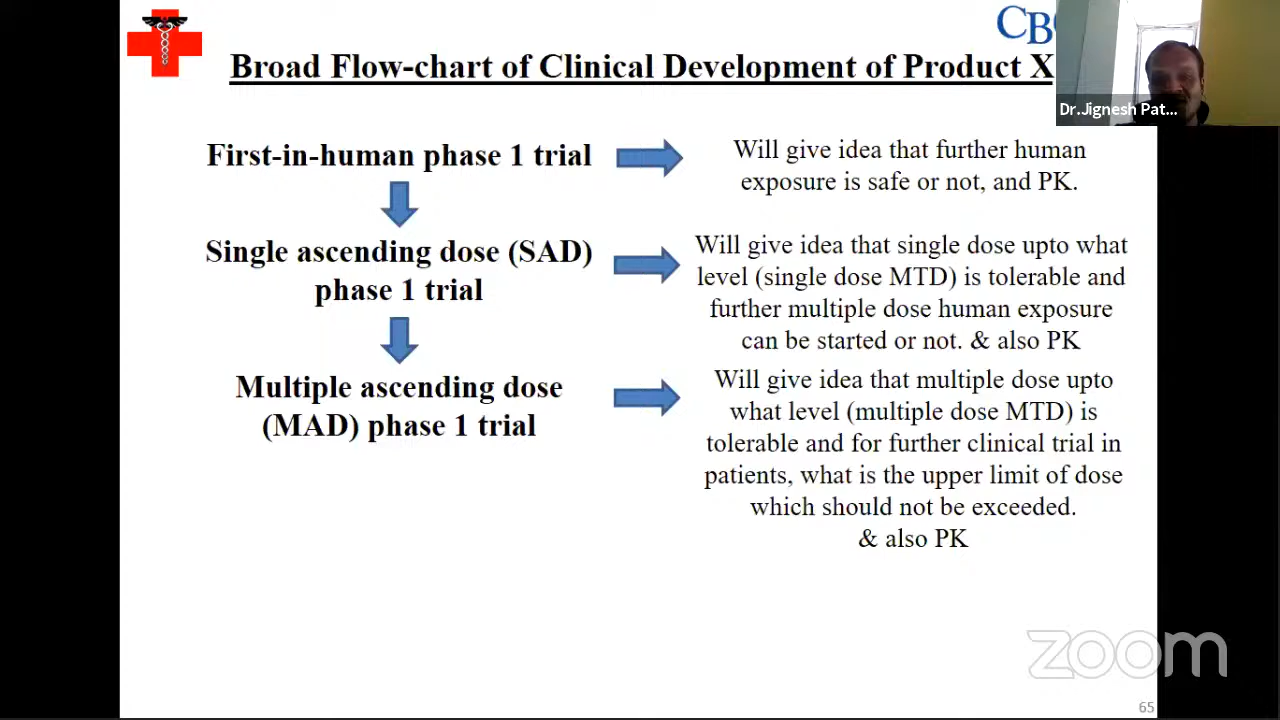 CB
Broad Flow-chart of Clinical Development of Product X
Dr.Jignesh Pat...
First-in-human phase 1 trial
Will give idea that further human
exposure is safe or not, and PK.
Single ascending dose (SAD)
phase 1 trial
Will give idea that single dose upto what
level (single dose MTD) is tolerable and
further multiple dose human exposure
can be started or not. & also PK
Multiple ascending dose
(MAD) phase 1 trial
Will give idea that multiple dose upto
what level (multiple dose MTD) is
tolerable and for further clinical trial in
patients, what is the upper limit of dose
which should not be exceeded.
& also PK
zoom
65